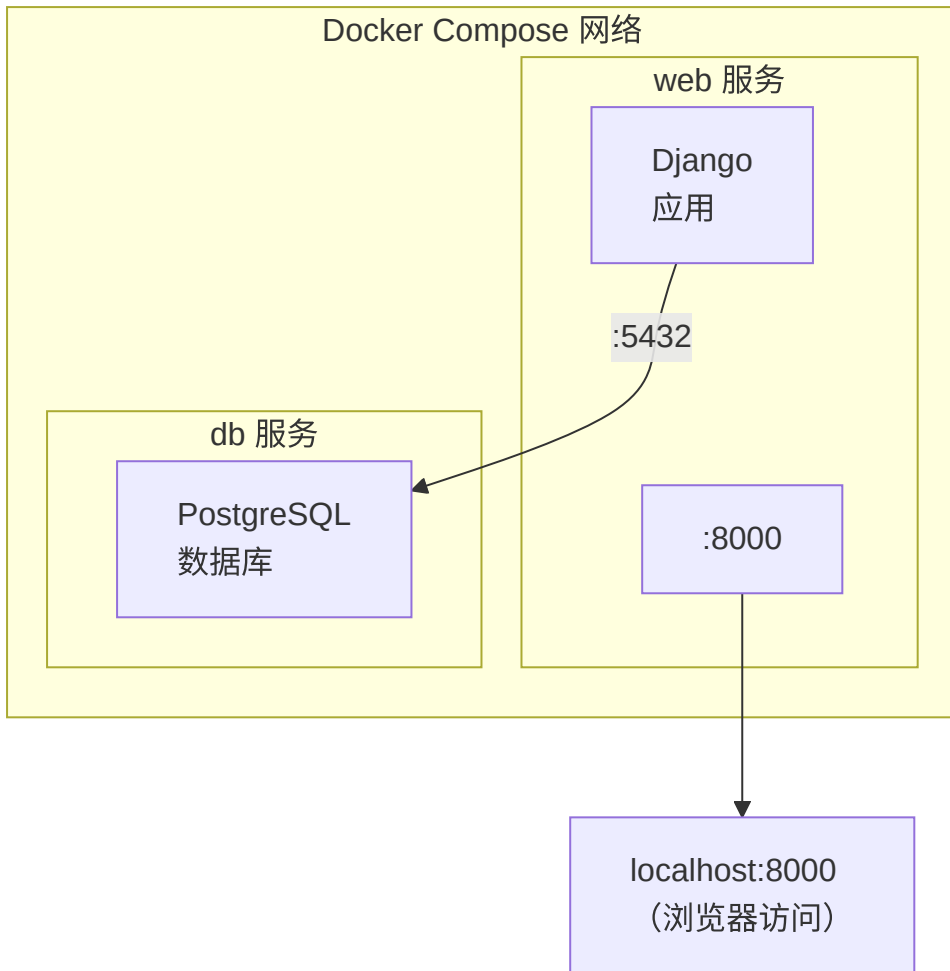 Docker Compose 网络
web 服务
Django
应用
:5432
db 服务
PostgreSQL
数据库
:8000
localhost:8000
（浏览器访问）